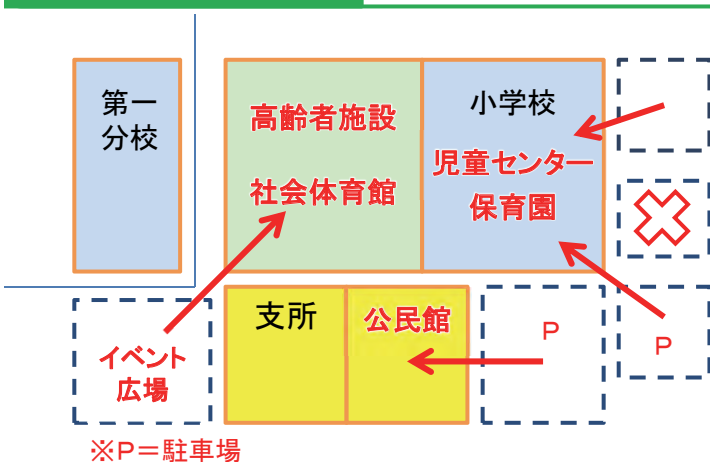 第一
分校
高齢者施設
社会体育館
小学校
児童センター
保育園
支所
公民館
P
P
イベント
広場
※P＝駐車場